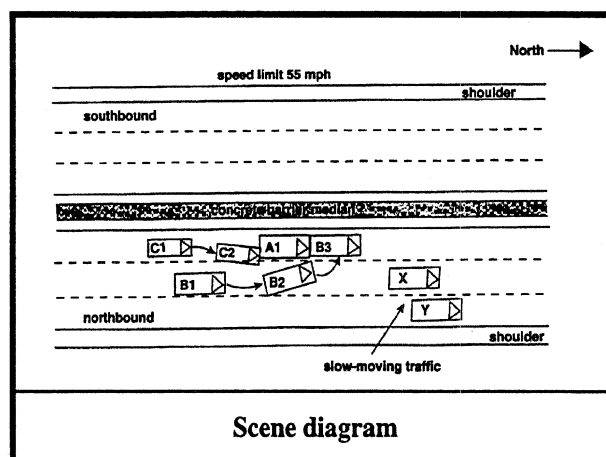 North
speed limit 55 mph
shoulder
southbound
concrete barrier/median
C1
C2
A1
B3
B1
B2
X
Y
northbound
shoulder
slow-moving traffic
Scene diagram